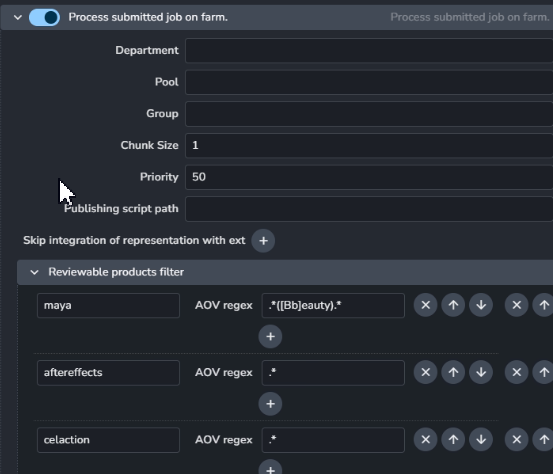 Process submitted job on farm. Process submitted job on farm.
Department
Pool
Group
Chunk Size 1
Priority 50
Publishing script path
Skip integration of representation with ext +
Reviewable products filter
maya AOV regex .*([Bb]eauty).*
+
aftereffects AOV regex .*
+
celaction AOV regex .*
+